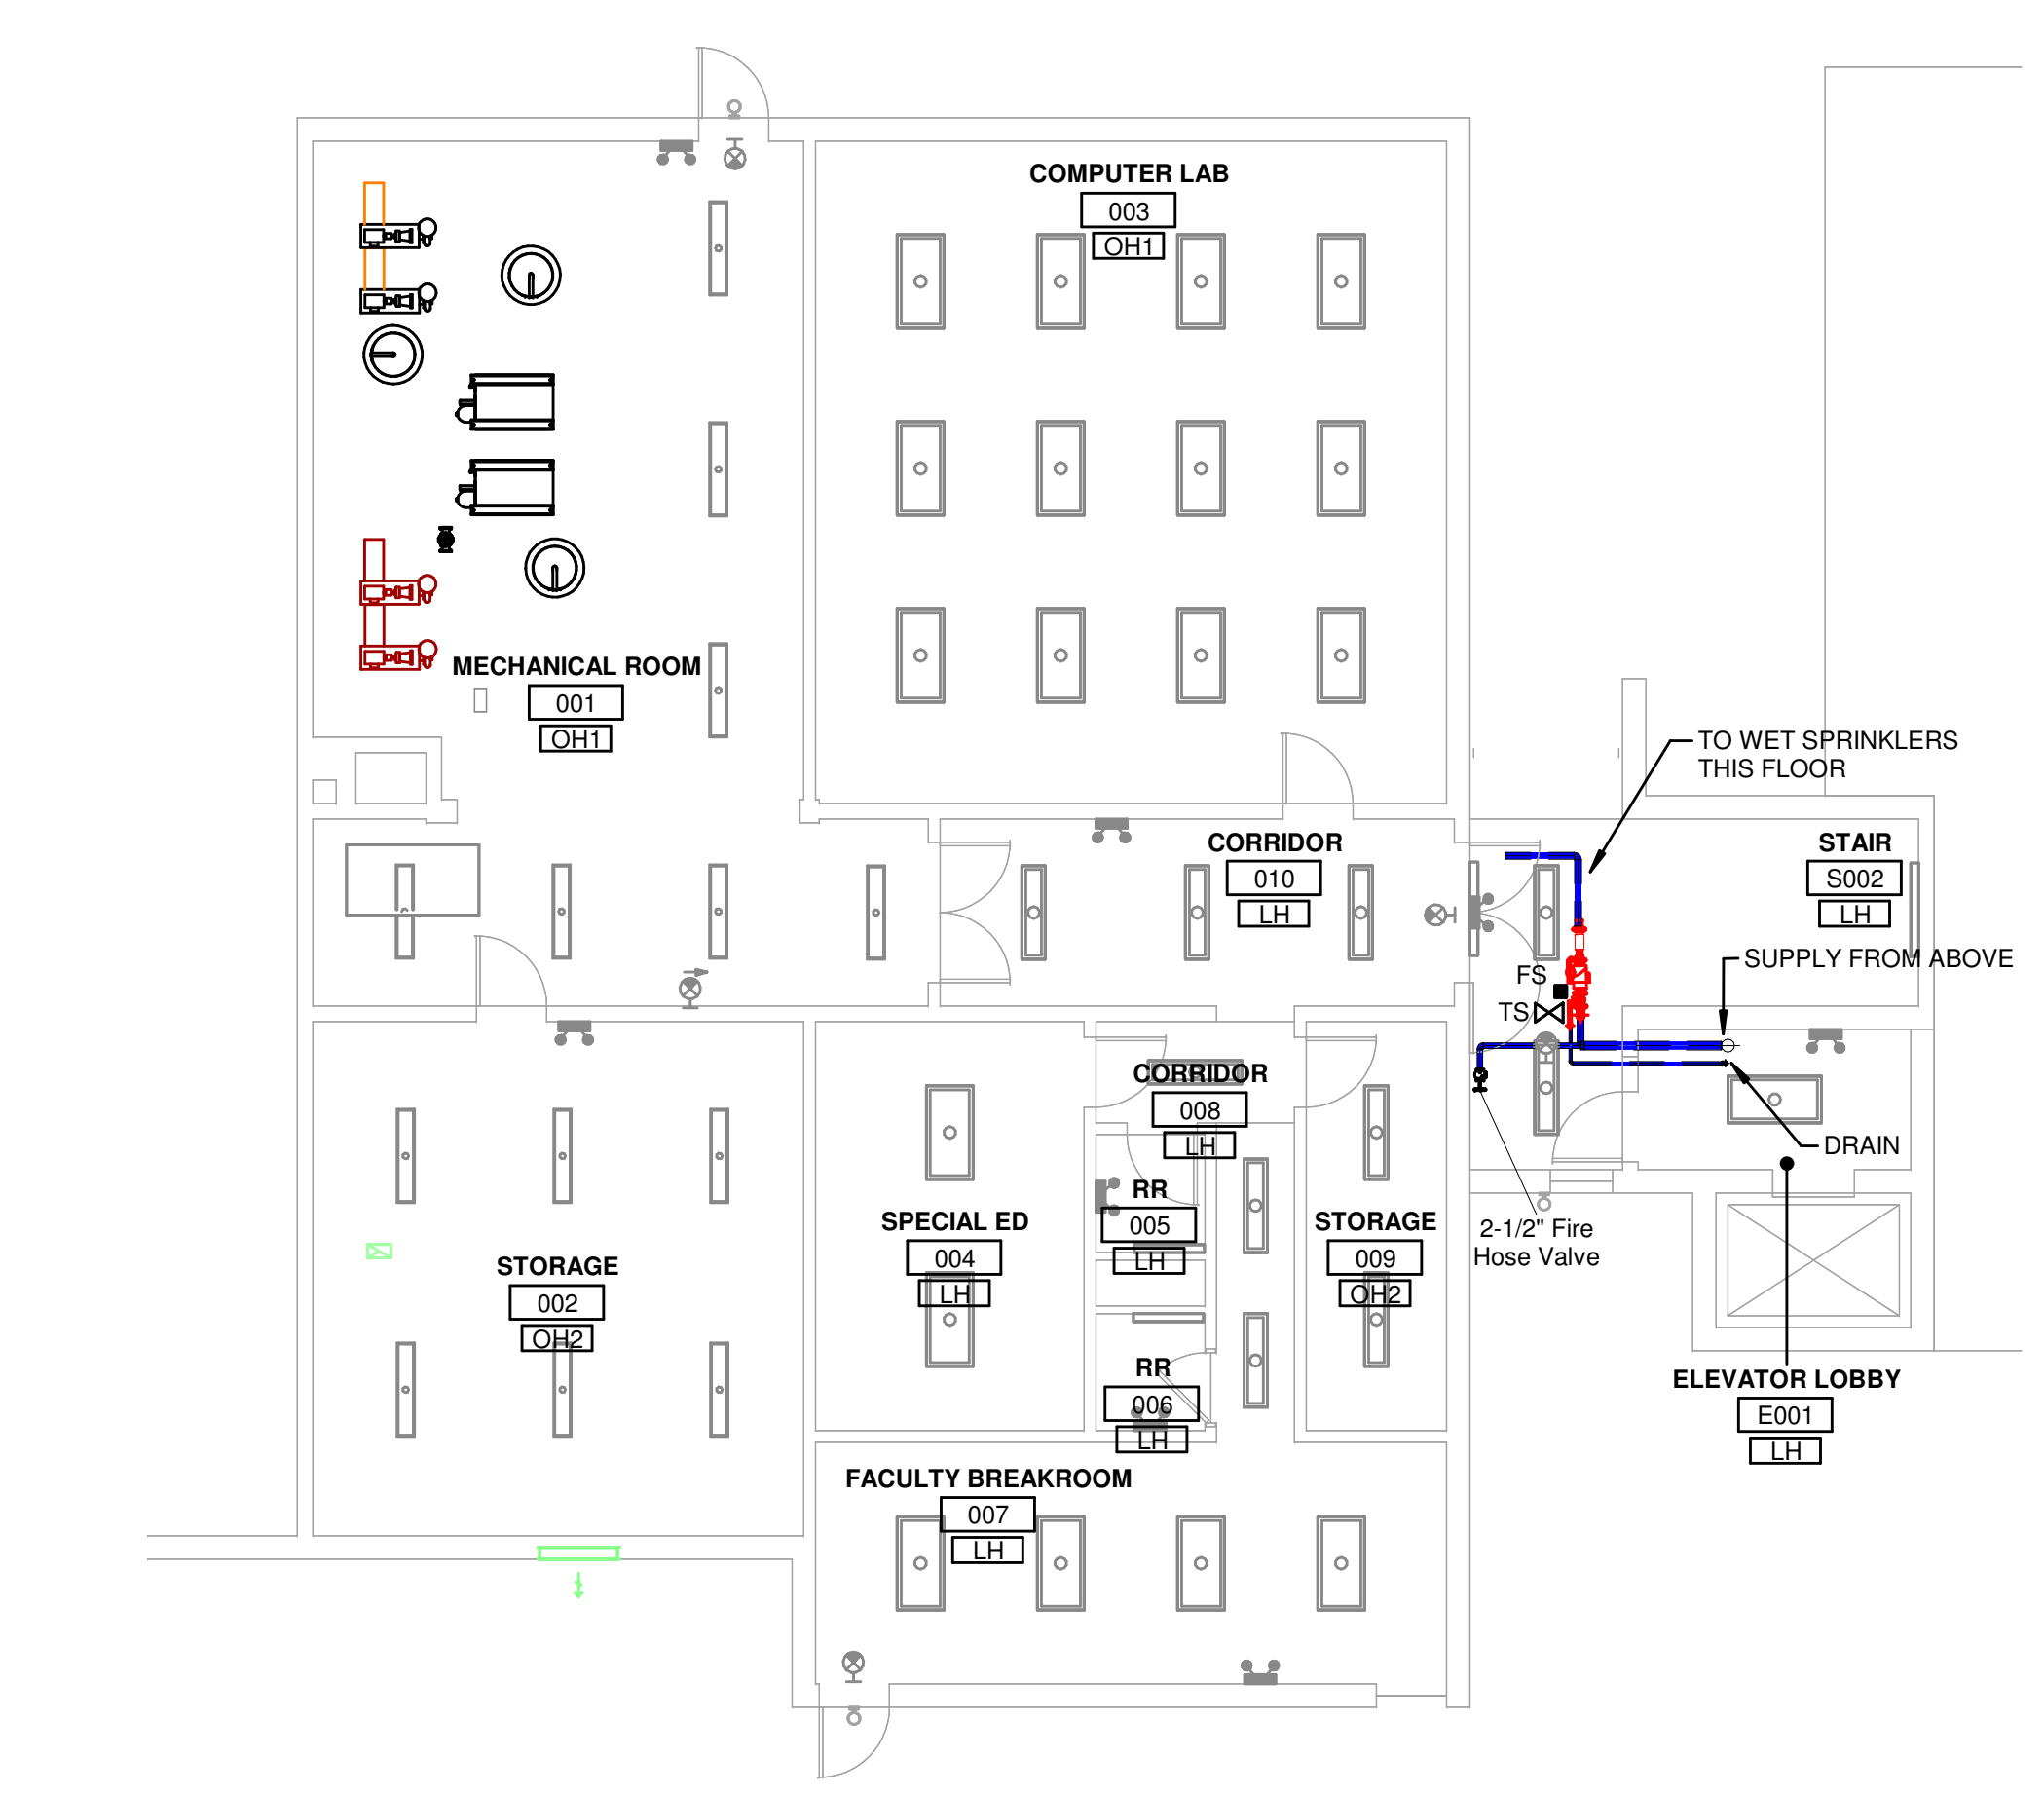 COMPUTER LAB
003
OH1
MECHANICAL ROOM
001
OH1
TO WET SPRINKLERS
THIS FLOOR
CORRIDOR
010
LH
STAIR
S002
LH
SUPPLY FROM ABOVE
FS
TS
CORRIDOR
008
LH
DRAIN
RR
005
LH
SPECIAL ED
004
LH
STORAGE
009
OH2
2-1/2" Fire
Hose Valve
STORAGE
002
OH2
RR
006
LH
ELEVATOR LOBBY
E001
LH
FACULTY BREAKROOM
007
LH